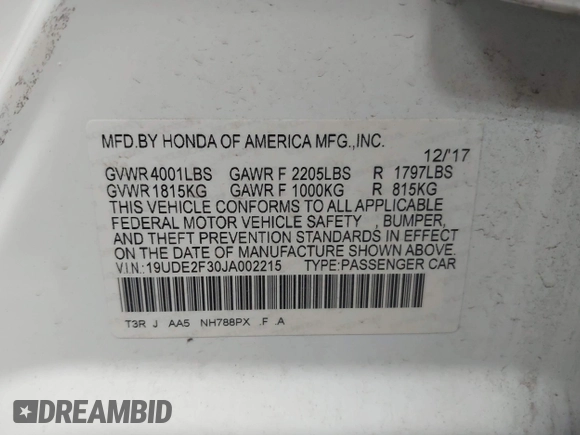 MFD.BY HONDA OF AMERICA MFG.,INC.
12/'17
GVWR 4001LBS GAWR F 2205LBS R 1797LBS
GVWR 1815KG GAWR F 1000KG R 815KG
THIS VEHICLE CONFORMS TO ALL APPLICABLE
FEDERAL MOTOR VEHICLE SAFETY , BUMPER,
AND THEFT PREVENTION STANDARDS IN EFFECT
ON THE DATE OF MANUFACTURE SHOWN ABOVE.
V.I.N.: 19UDE2F30JA002215 TYPE:PASSENGER CAR
T3R J AA5 NH788PX .F .A
DREAMBID